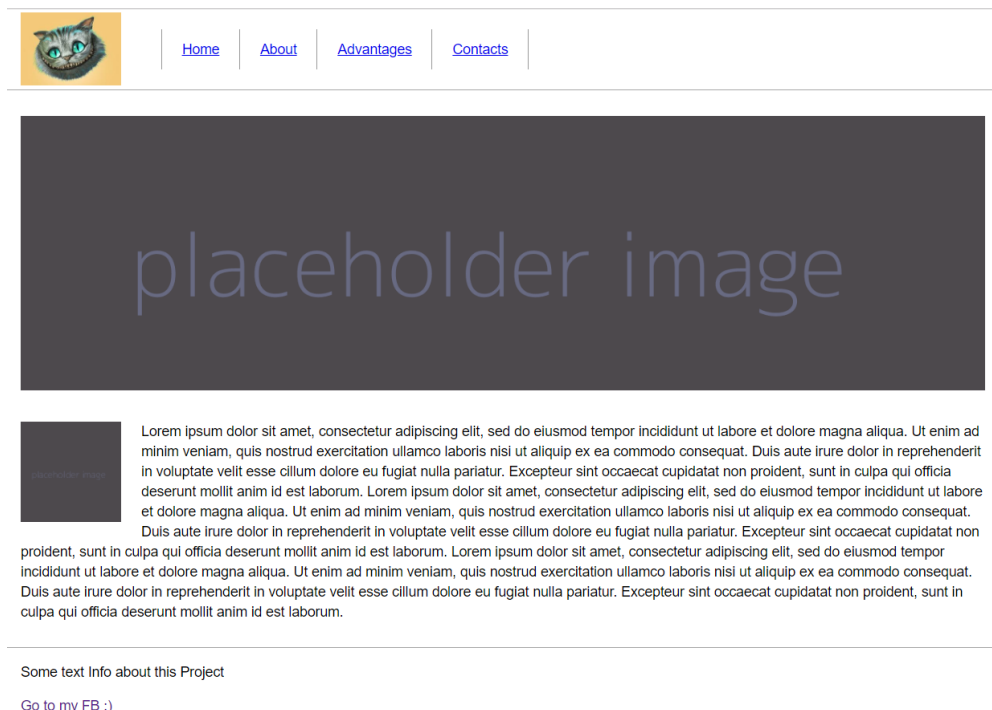 Home About Advantages Contacts
placeholder image
placeholder image
Lorem ipsum dolor sit amet, consectetur adipiscing elit, sed do eiusmod tempor incididunt ut labore et dolore magna aliqua. Ut enim ad
minim veniam, quis nostrud exercitation ullamco laboris nisi ut aliquip ex ea commodo consequat. Duis aute irure dolor in reprehenderit
in voluptate velit esse cillum dolore eu fugiat nulla pariatur. Excepteur sint occaecat cupidatat non proident, sunt in culpa qui officia
deserunt mollit anim id est laborum. Lorem ipsum dolor sit amet, consectetur adipiscing elit, sed do eiusmod tempor incididunt ut labore
et dolore magna aliqua. Ut enim ad minim veniam, quis nostrud exercitation ullamco laboris nisi ut aliquip ex ea commodo consequat.
Duis aute irure dolor in reprehenderit in voluptate velit esse cillum dolore eu fugiat nulla pariatur. Excepteur sint occaecat cupidatat non
proident, sunt in culpa qui officia deserunt mollit anim id est laborum. Lorem ipsum dolor sit amet, consectetur adipiscing elit, sed do eiusmod tempor
incididunt ut labore et dolore magna aliqua. Ut enim ad minim veniam, quis nostrud exercitation ullamco laboris nisi ut aliquip ex ea commodo consequat.
Duis aute irure dolor in reprehenderit in voluptate velit esse cillum dolore eu fugiat nulla pariatur. Excepteur sint occaecat cupidatat non proident, sunt in
culpa qui officia deserunt mollit anim id est laborum.
Some text Info about this Project
Go to my FB :)